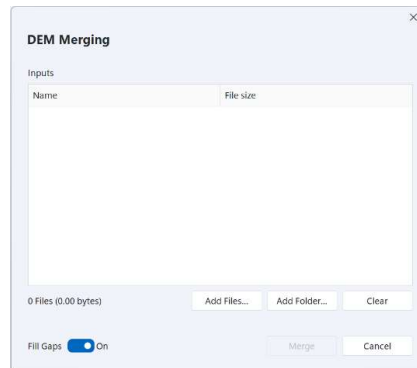 DEM Merging
Inputs
Name File size
0 Files (0.00 bytes) Add Files... Add Folder... Clear
Fill Gaps On Merge Cancel